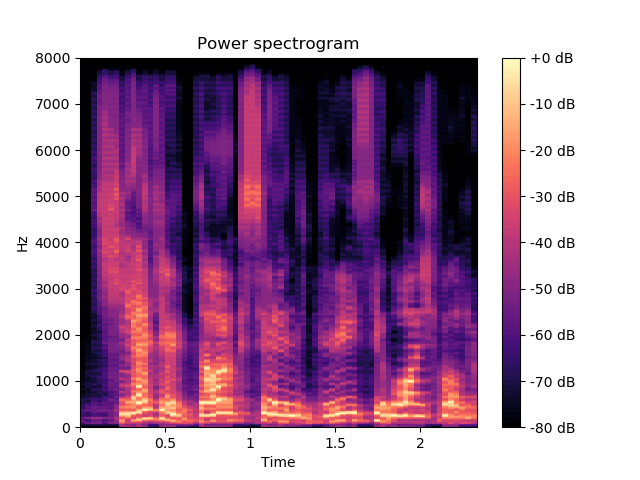 Power spectrogram
8000
7000
6000
5000
4000
3000
2000
1000
0
Hz
0
0.5
1
1.5
2
Time
+0 dB
-10 dB
-20 dB
-30 dB
-40 dB
-50 dB
-60 dB
-70 dB
-80 dB